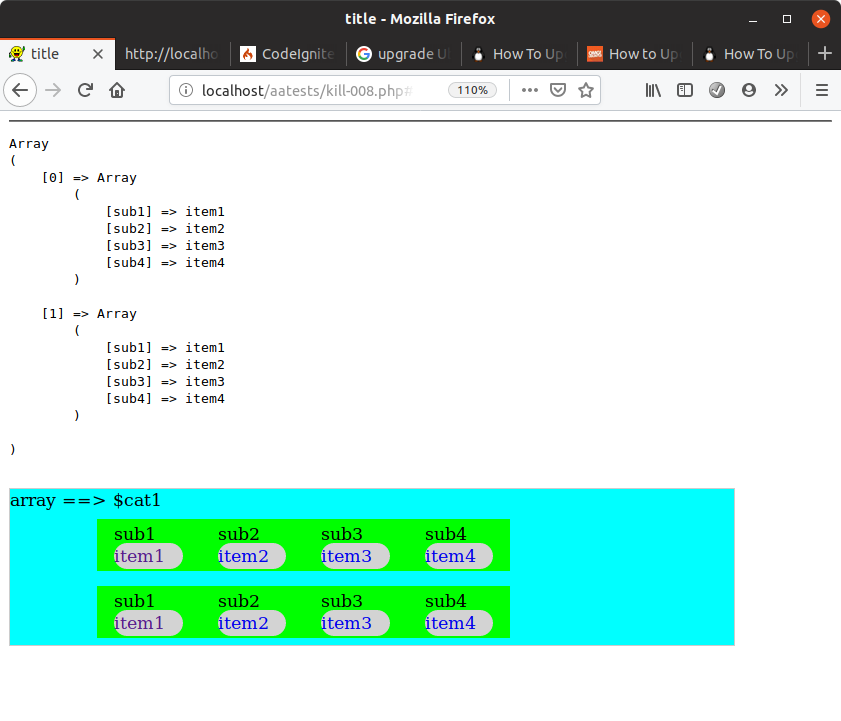 title - Mozilla Firefox
title http://localho CodeIgnite upgrade U How To Up How to Up How To Up
localhost/aatests/kill-008.php# 110%
Array
(
    [0] => Array
        (
            [sub1] => item1
            [sub2] => item2
            [sub3] => item3
            [sub4] => item4
        )
    [1] => Array
        (
            [sub1] => item1
            [sub2] => item2
            [sub3] => item3
            [sub4] => item4
        )
)
array ==> $cat1
sub1 sub2 sub3 sub4
item1 item2 item3 item4
sub1 sub2 sub3 sub4
item1 item2 item3 item4